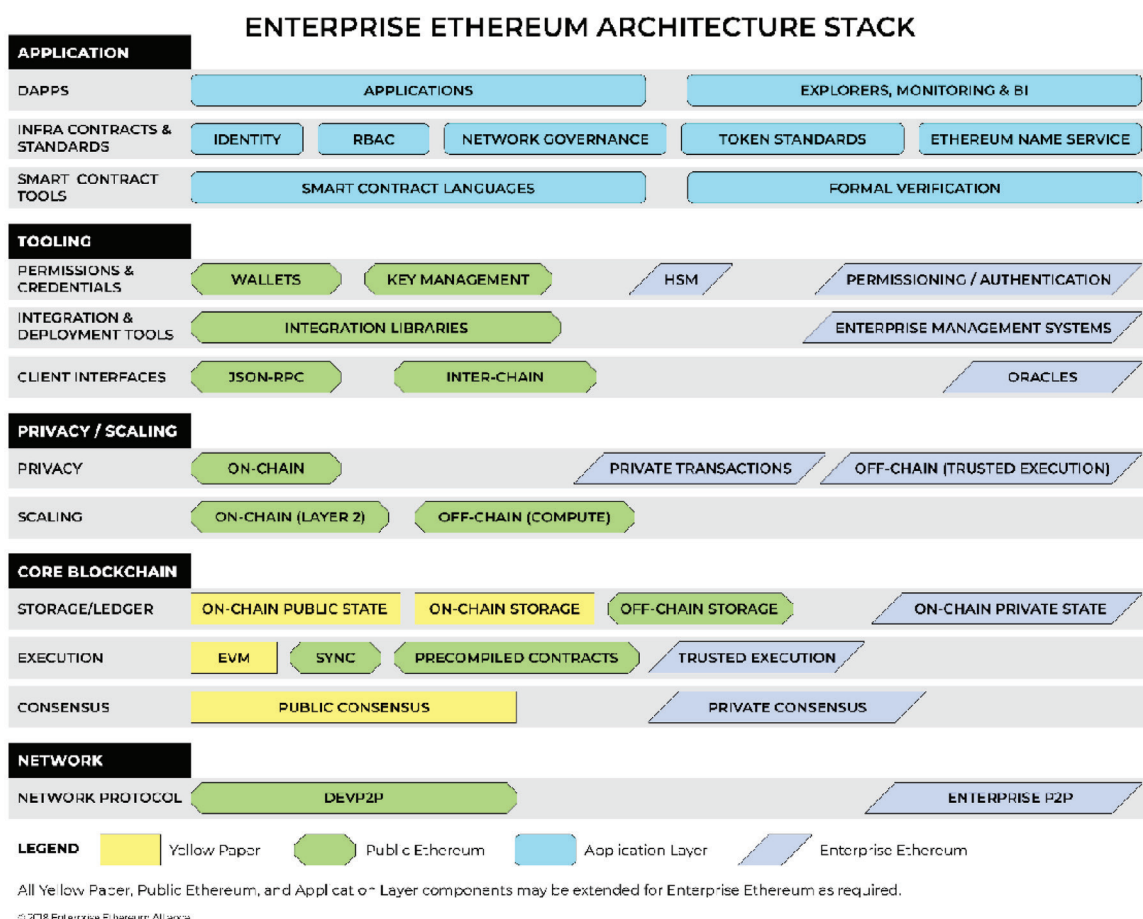 ENTERPRISE ETHEREUM ARCHITECTURE STACK
APPLICATION
DAPPS
APPLICATIONS
EXPLORERS, MONITORING & BI
INFRA CONTRACTS &
STANDARDS
IDENTITY
RBAC
NETWORK GOVERNANCE
TOKEN STANDARDS
ETHEREUM NAME SERVICE
SMART CONTRACT
TOOLS
SMART CONTRACT LANGUAGES
FORMAL VERIFICATION
TOOLING
PERMISSIONS &
CREDENTIALS
WALLETS
KEY MANAGEMENT
HSM
PERMISSIONING / AUTHENTICATION
INTEGRATION &
DEPLOYMENT TOOLS
INTEGRATION LIBRARIES
ENTERPRISE MANAGEMENT SYSTEMS
CLIENT INTERFACES
JSON-RPC
INTER-CHAIN
ORACLES
PRIVACY / SCALING
PRIVACY
ON-CHAIN
PRIVATE TRANSACTIONS
OFF-CHAIN (TRUSTED EXECUTION)
SCALING
ON-CHAIN (LAYER 2)
OFF-CHAIN (COMPUTE)
CORE BLOCKCHAIN
STORAGE/LEDGER
ON-CHAIN PUBLIC STATE
ON-CHAIN STORAGE
OFF-CHAIN STORAGE
ON-CHAIN PRIVATE STATE
EXECUTION
EVM
SYNC
PRECOMPILED CONTRACTS
TRUSTED EXECUTION
CONSENSUS
PUBLIC CONSENSUS
PRIVATE CONSENSUS
NETWORK
NETWORK PROTOCOL
DEVP2P
ENTERPRISE P2P
LEGEND
Yellow Paper
Public Ethereum
Application Layer
Enterprise Ethereum
All Yellow Paper, Public Ethereum, and Application Layer components may be extended for Enterprise Ethereum as required.
© 2018 Enterprise Ethereum Alliance